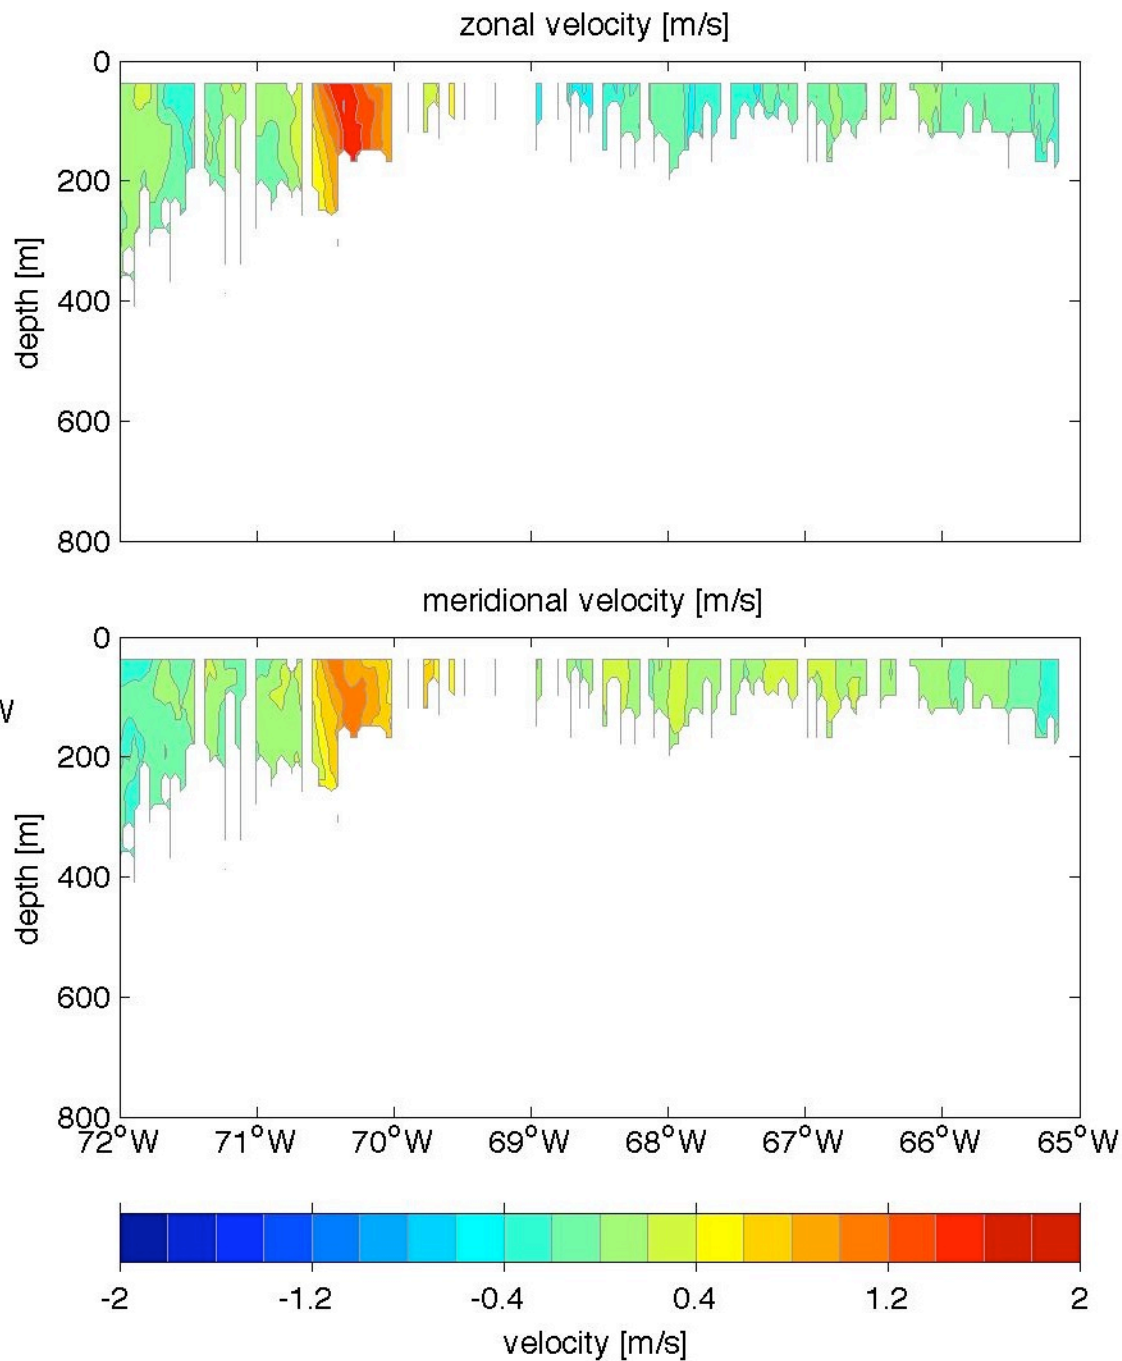 zonal velocity [m/s]
0
200
400
600
800
depth [m]
meridional velocity [m/s]
0
200
400
600
800
depth [m]
W
72°W 71°W 70°W 69°W 68°W 67°W 66°W 65°W
-2 -1.2 -0.4 0.4 1.2 2
velocity [m/s]